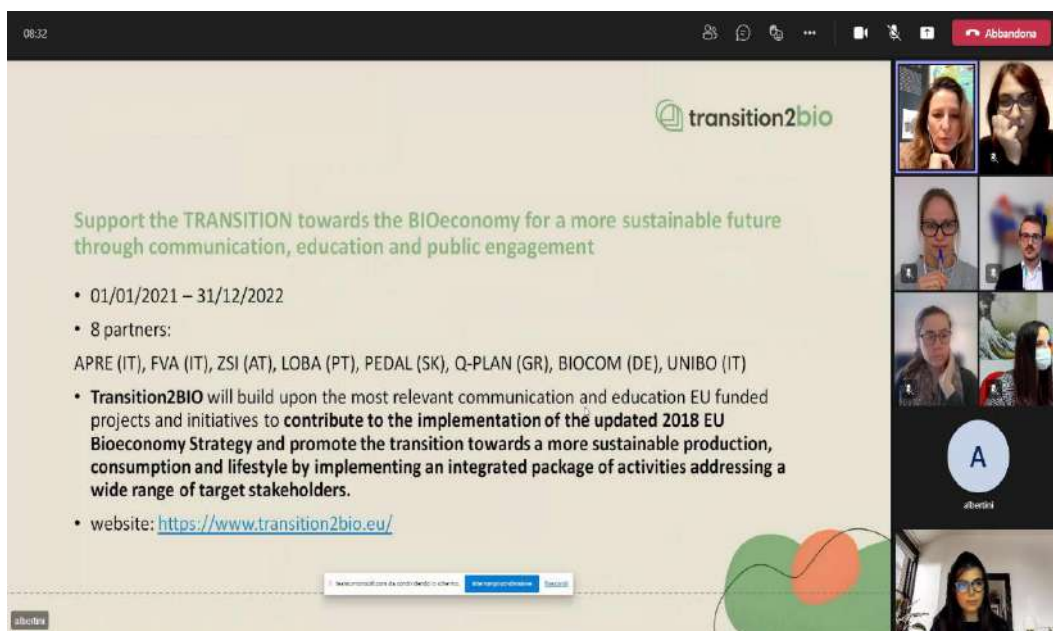 08:32
Abbandona
transition2bio
Support the TRANSITION towards the BIOeconomy for a more sustainable future
through communication, education and public engagement
• 01/01/2021 – 31/12/2022
• 8 partners:
APRE (IT), FVA (IT), ZSI (AT), LOBA (PT), PEDAL (SK), Q-PLAN (GR), BIOCOM (DE), UNIBO (IT)
• Transition2BIO will build upon the most relevant communication and education EU funded
projects and initiatives to contribute to the implementation of the updated 2018 EU
Bioeconomy Strategy and promote the transition towards a more sustainable production,
consumption and lifestyle by implementing an integrated package of activities addressing a
wide range of target stakeholders.
• website: https://www.transition2bio.eu/
A
albertini
albertini